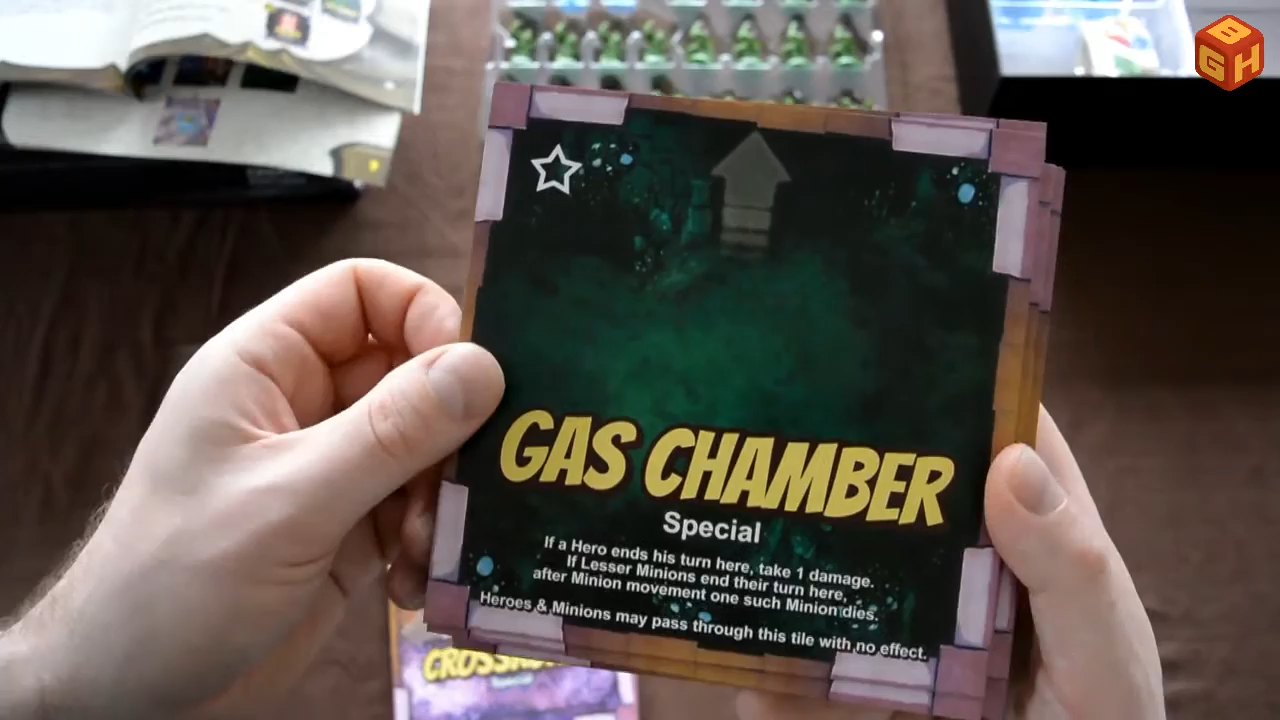 B
G H
GAS CHAMBER
Special
If a Hero ends his turn here, take 1 damage.
If Lesser Minions end their turn here,
after Minion movement one such Minion dies.
Heroes & Minions may pass through this tile with no effect.